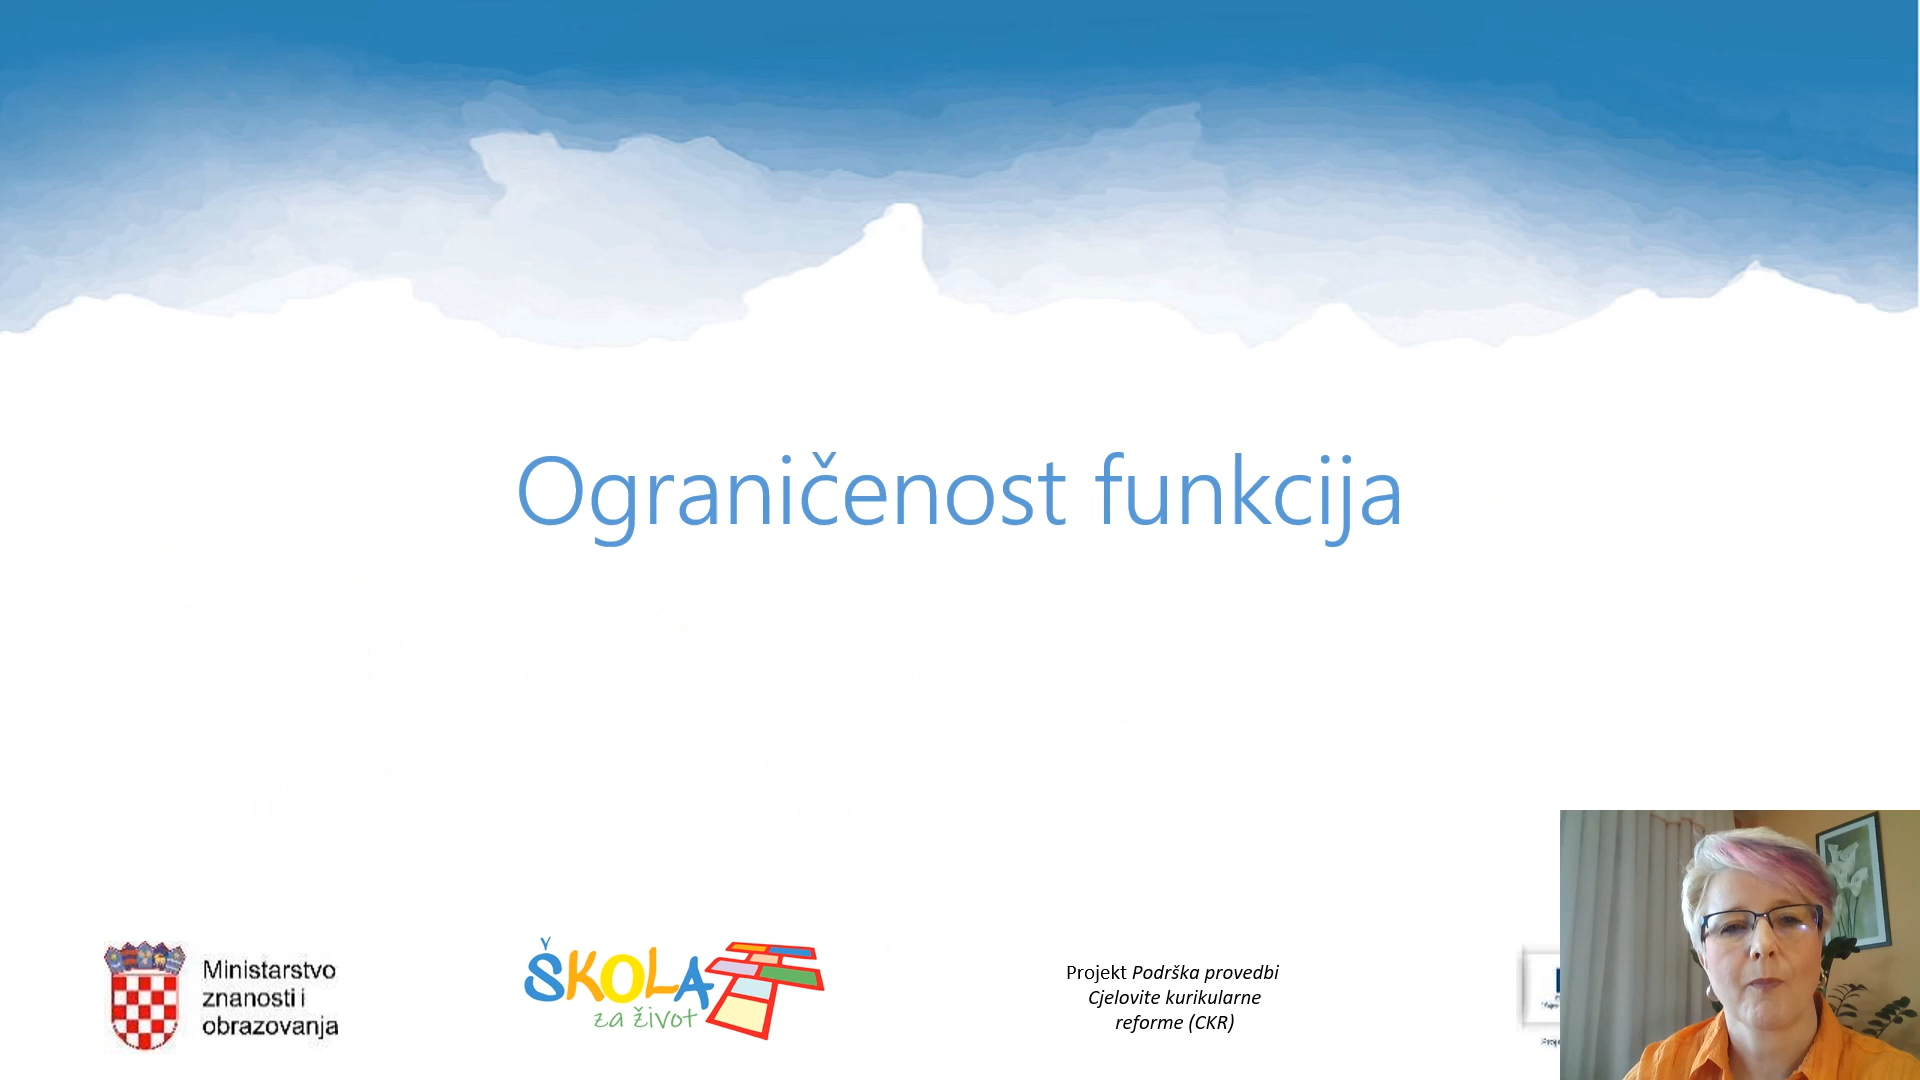 Ograničenost funkcija
Ministarstvo
znanosti i
obrazovanja
ŠKOLA
za život
Projekt Podrška provedbi
Cjelovite kurikularne
reforme (CKR)